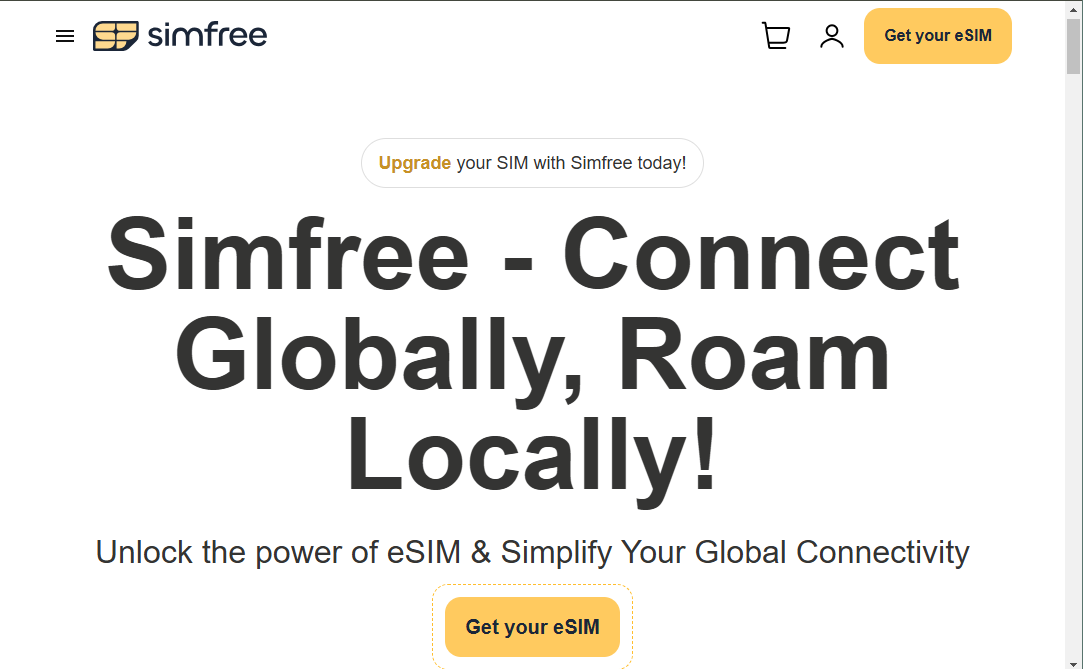 simfree
Get your eSIM
Upgrade your SIM with Simfree today!
Simfree - Connect
Globally, Roam
Locally!
Unlock the power of eSIM & Simplify Your Global Connectivity
Get your eSIM